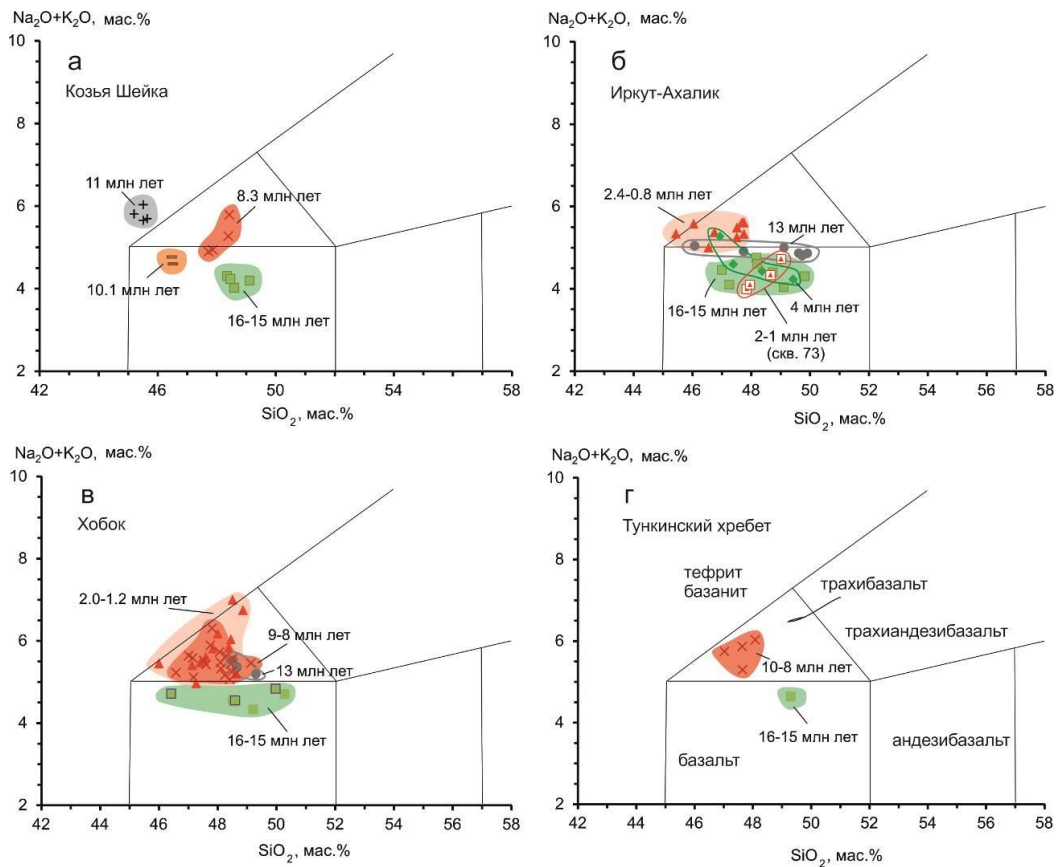 Na₂O+K₂O, мас.%
10
8
6
4
2
а
Козья Шейка
11 млн лет
8.3 млн лет
10.1 млн лет
16-15 млн лет
42 44 46 48 50 52 54 56 58
SiO₂, мас.%
Na₂O+K₂O, мас.%
10
8
6
4
2
б
Иркут-Ахалик
2.4-0.8 млн лет
13 млн лет
16-15 млн лет
4 млн лет
2-1 млн лет
(скв. 73)
42 44 46 48 50 52 54 56 58
SiO₂, мас.%
Na₂O+K₂O, мас.%
10
8
6
4
2
в
Хобок
2.0-1.2 млн лет
9-8 млн лет
13 млн лет
16-15 млн лет
42 44 46 48 50 52 54 56 58
SiO₂, мас.%
Na₂O+K₂O, мас.%
10
8
6
4
2
г
Тункинский хребет
тефрит
базанит
трахибазальт
трахиандезибазальт
10-8 млн лет
16-15 млн лет
базальт
андезибазальт
42 44 46 48 50 52 54 56 58
SiO₂, мас.%